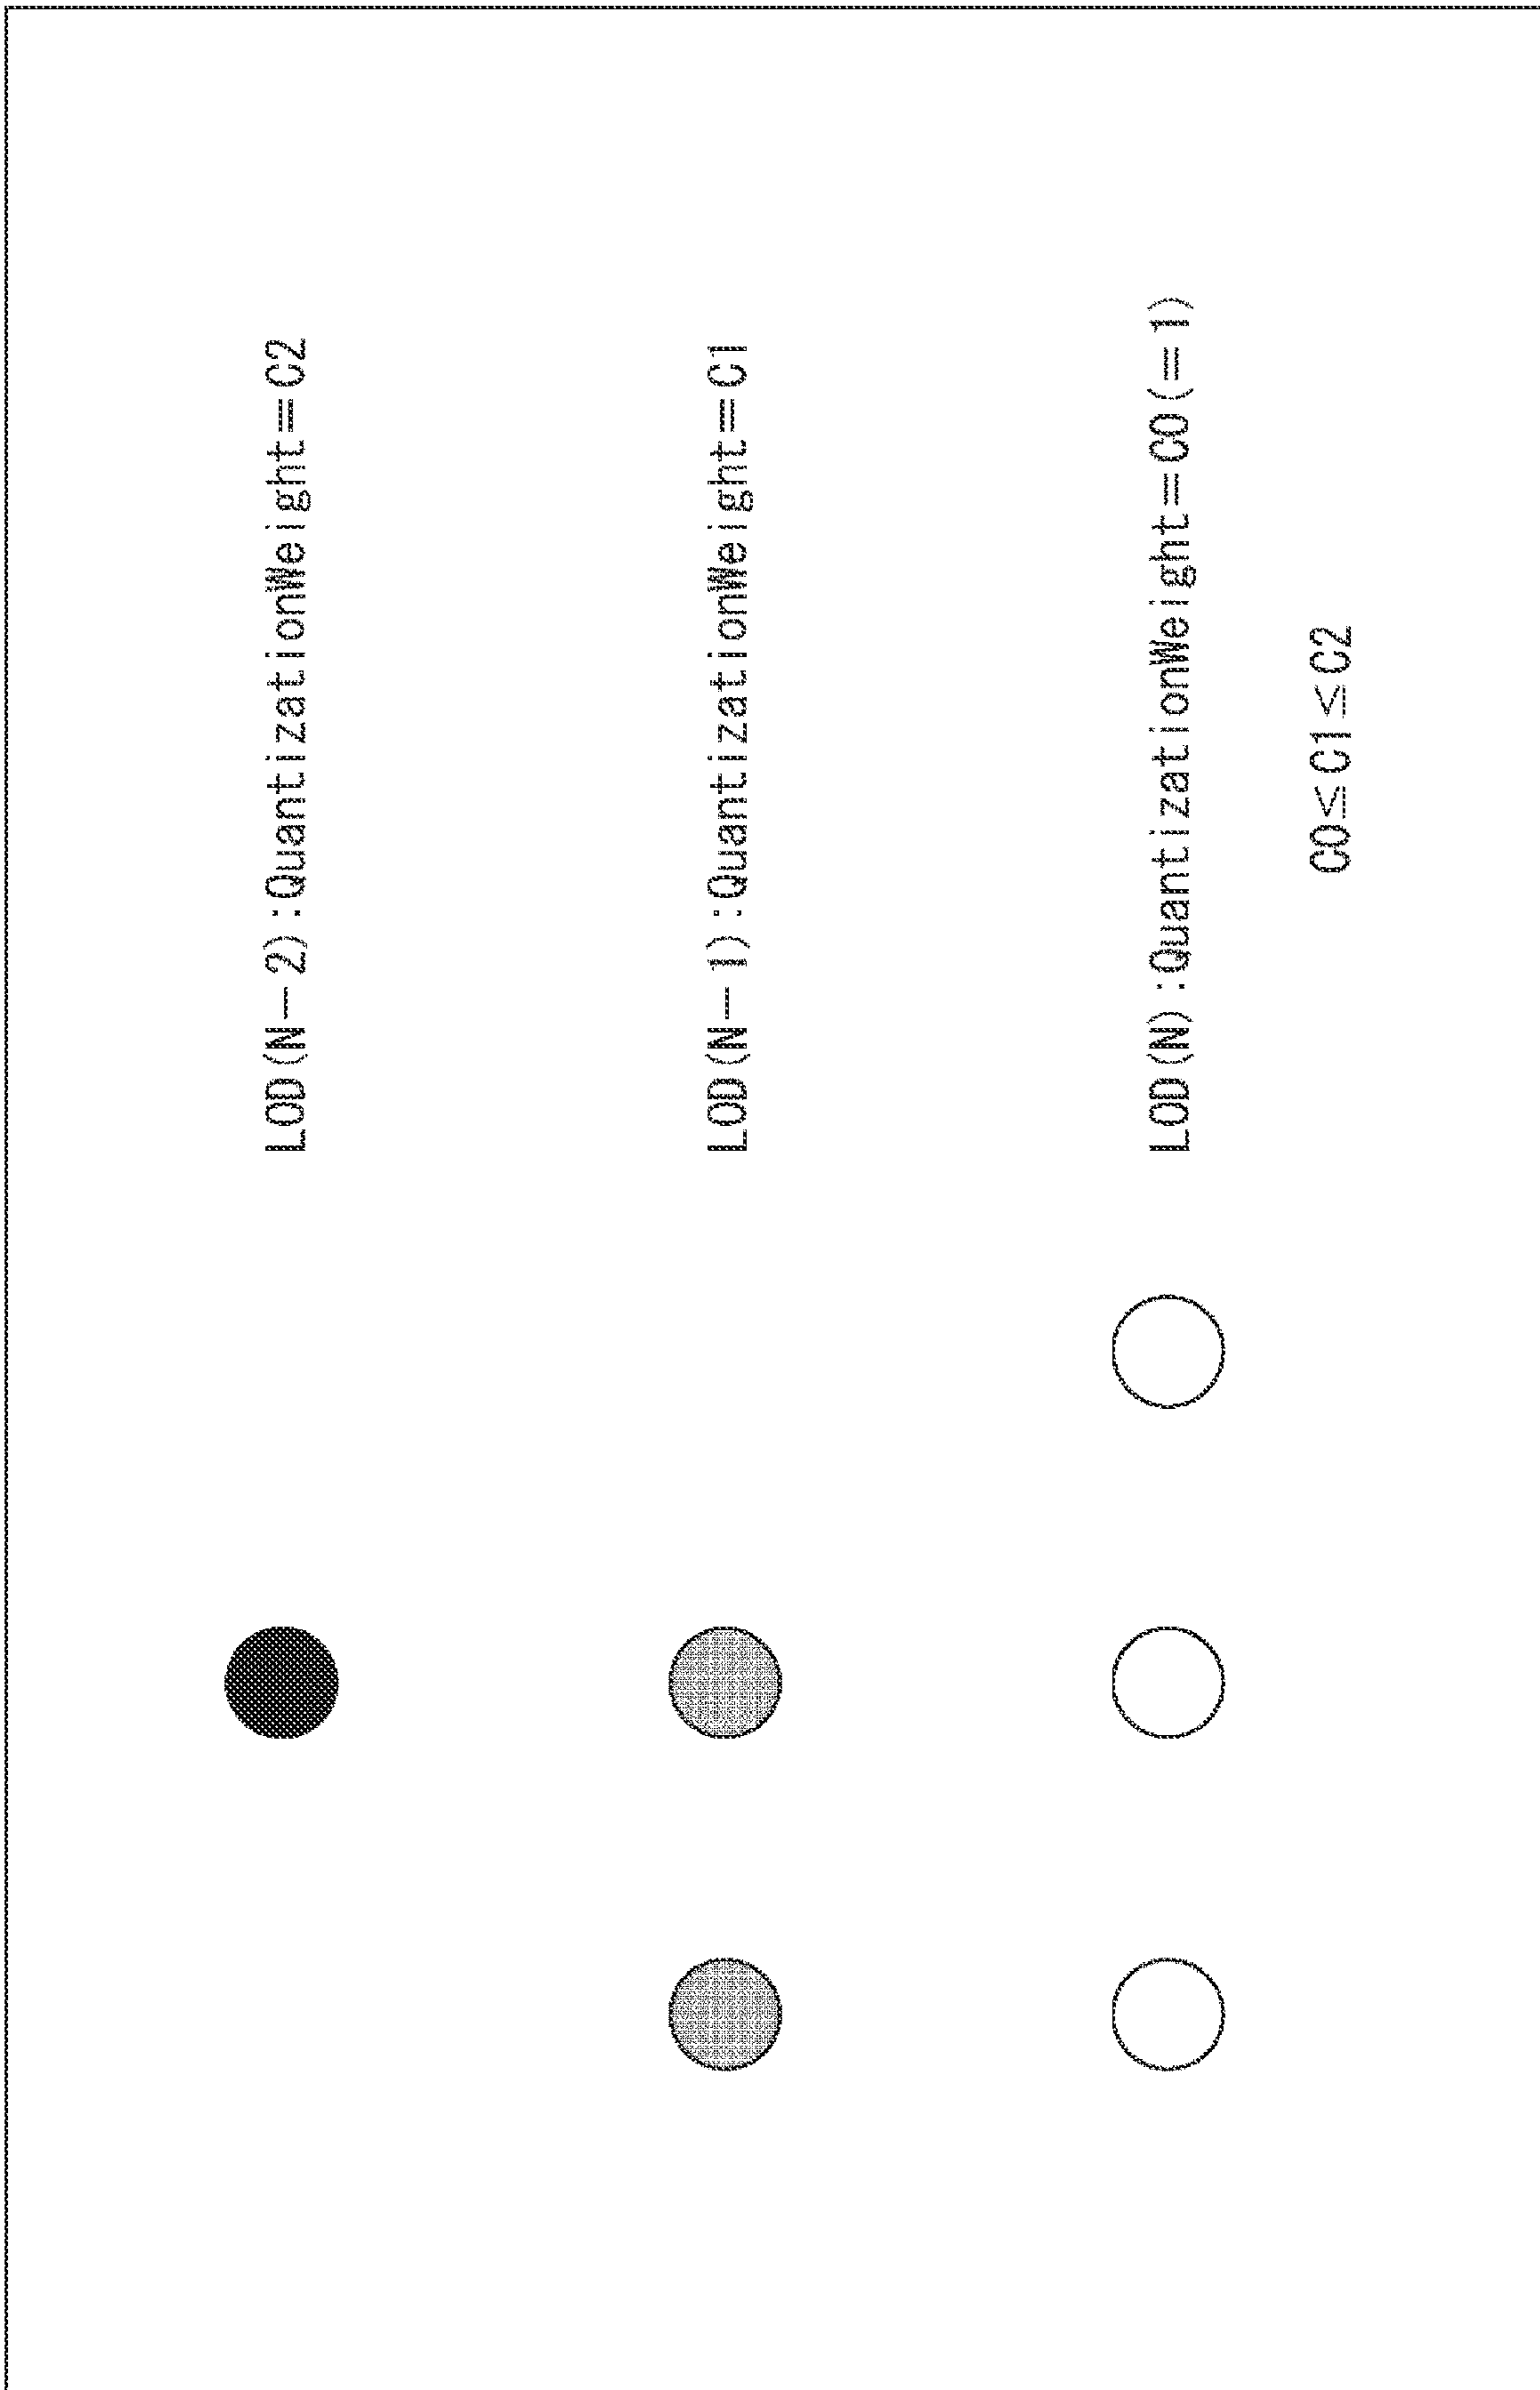 LOD(N-2):QuantizationWeight=C2
LOD(N-1):QuantizationWeight=C1
LOD(N):QuantizationWeight=C0(=1)
C0≤C1≤C2